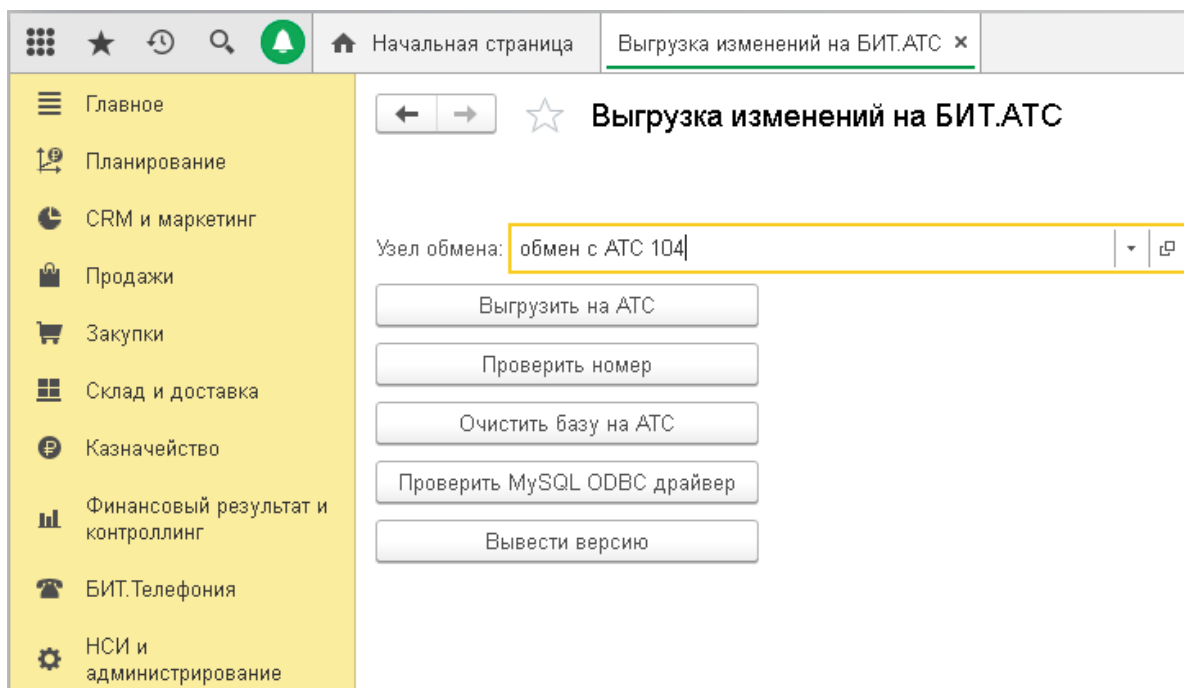 Начальная страница
Выгрузка изменений на БИТ.АТС ×
Главное
Планирование
CRM и маркетинг
Продажи
Закупки
Склад и доставка
Казначейство
Финансовый результат и
контроллинг
БИТ.Телефония
НСИ и
администрирование
Выгрузка изменений на БИТ.АТС
Узел обмена: обмен с АТС 104
Выгрузить на АТС
Проверить номер
Очистить базу на АТС
Проверить MySQL ODBC драйвер
Вывести версию